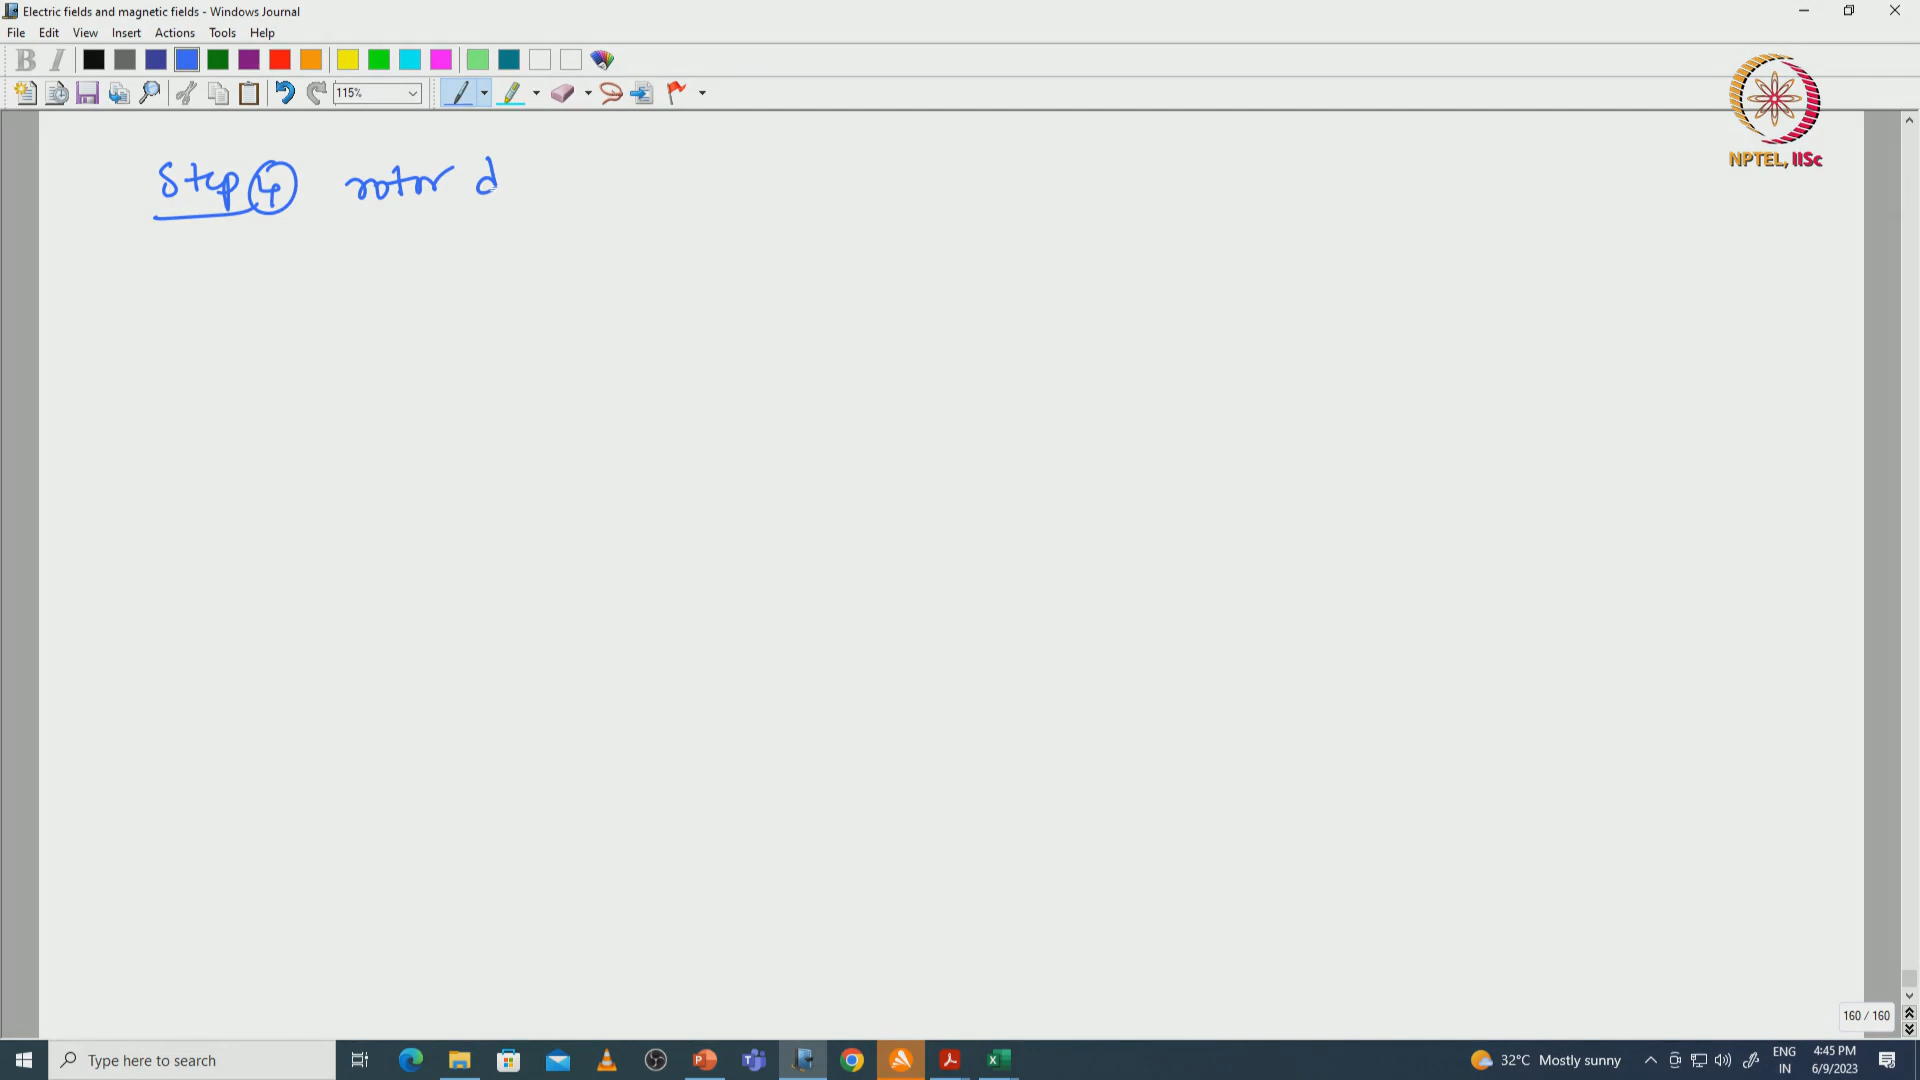 Electric fields and magnetic fields - Windows Journal
File Edit View Insert Actions Tools Help
B I
115%
NPTEL, IISc
Step 4 rotor d
160 / 160
Type here to search
32°C Mostly sunny
ENG
IN
4:45 PM
6/9/2023